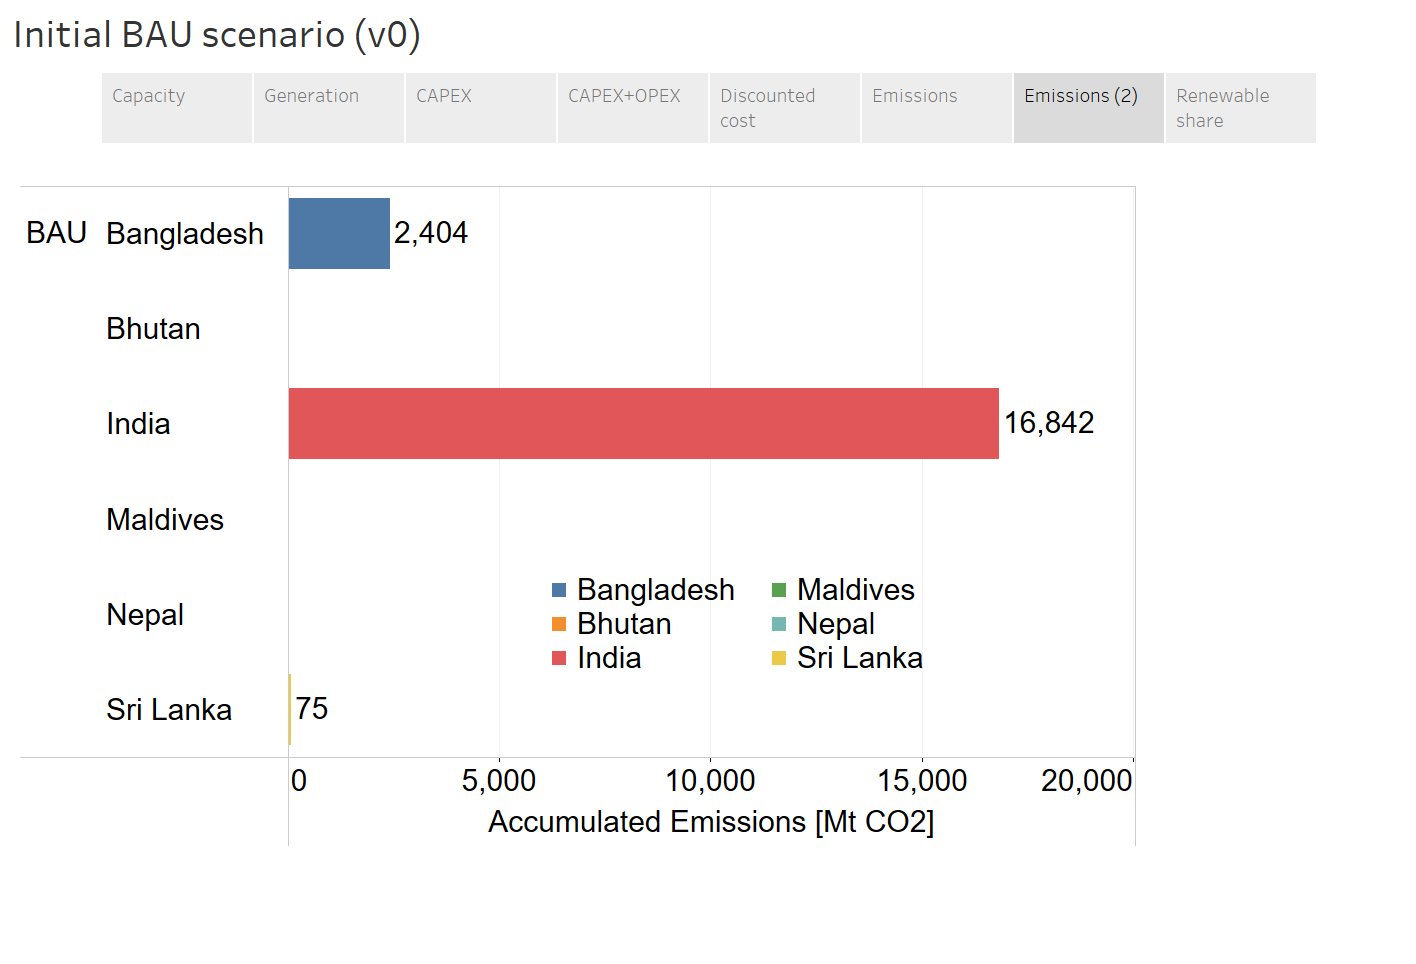 Initial BAU scenario (v0)
Capacity
Generation
CAPEX
CAPEX+OPEX
Discounted
cost
Emissions
Emissions (2)
Renewable
share
BAU
Bangladesh
2,404
Bhutan
India
16,842
Maldives
Nepal
Sri Lanka
75
Bangladesh
Bhutan
India
Maldives
Nepal
Sri Lanka
0
5,000
10,000
15,000
20,000
Accumulated Emissions [Mt CO2]